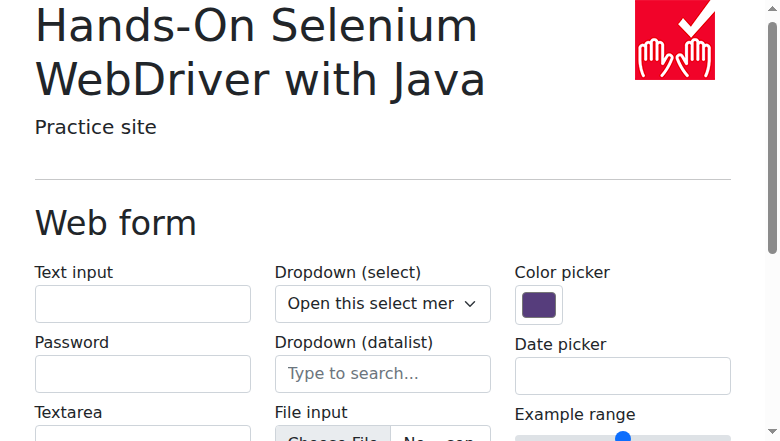 Hands-On Selenium
WebDriver with Java
Practice site
Web form
Text input
Dropdown (select)
Color picker
Open this select mer
Password
Dropdown (datalist)
Date picker
Type to search...
Textarea
File input
Example range
Choose File
No